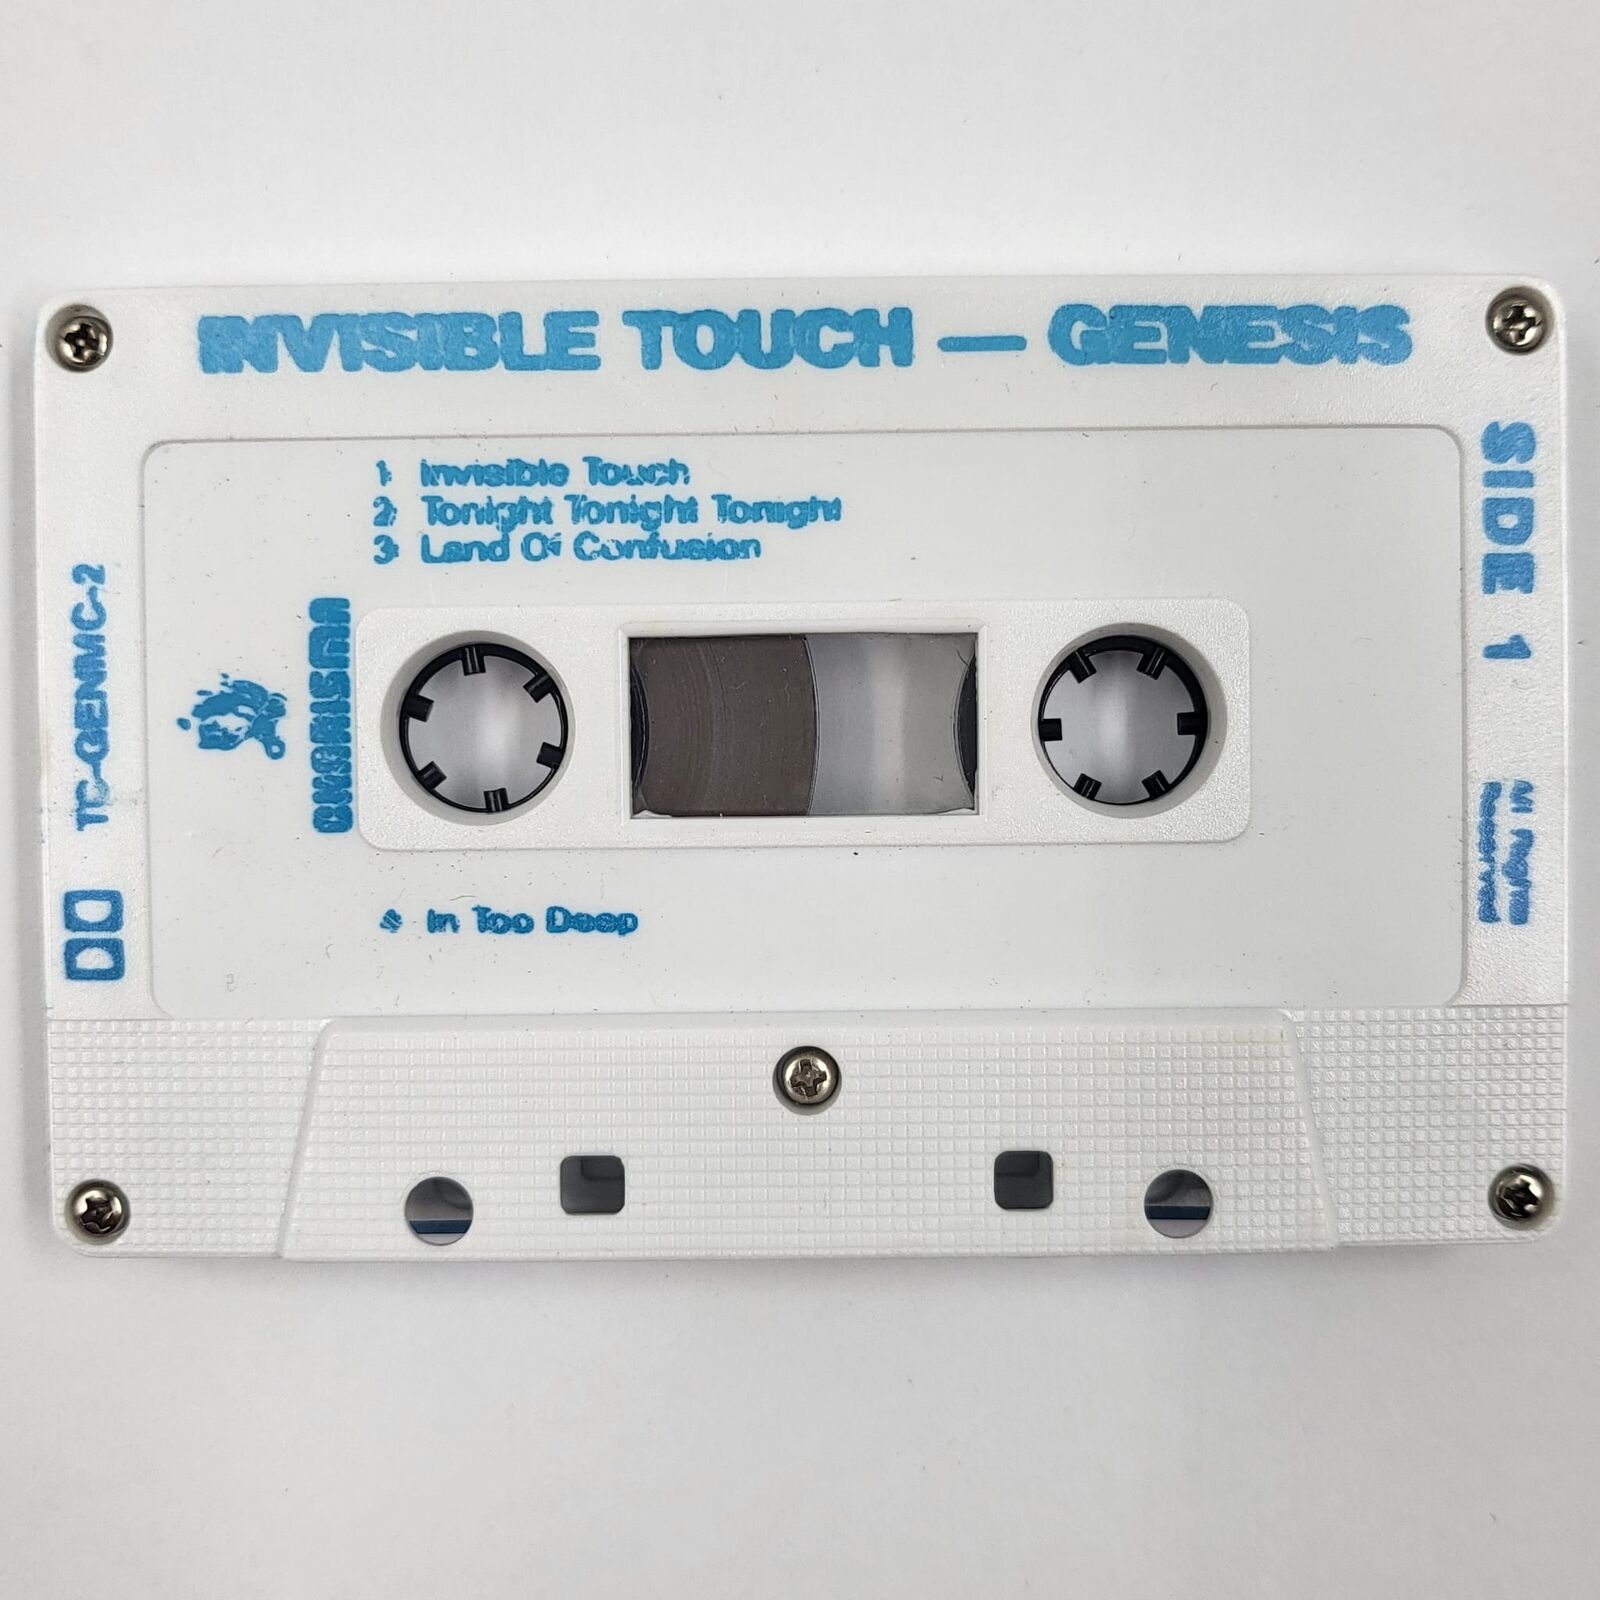 INVISIBLE TOUCH — GENESIS
1 Invisible Touch
2 Tonight Tonight Tonight
3 Land Of Confusion
In Too Deep
CHARISMA
TC-GENMC-2
SIDE 1
All Rights
Reserved
5